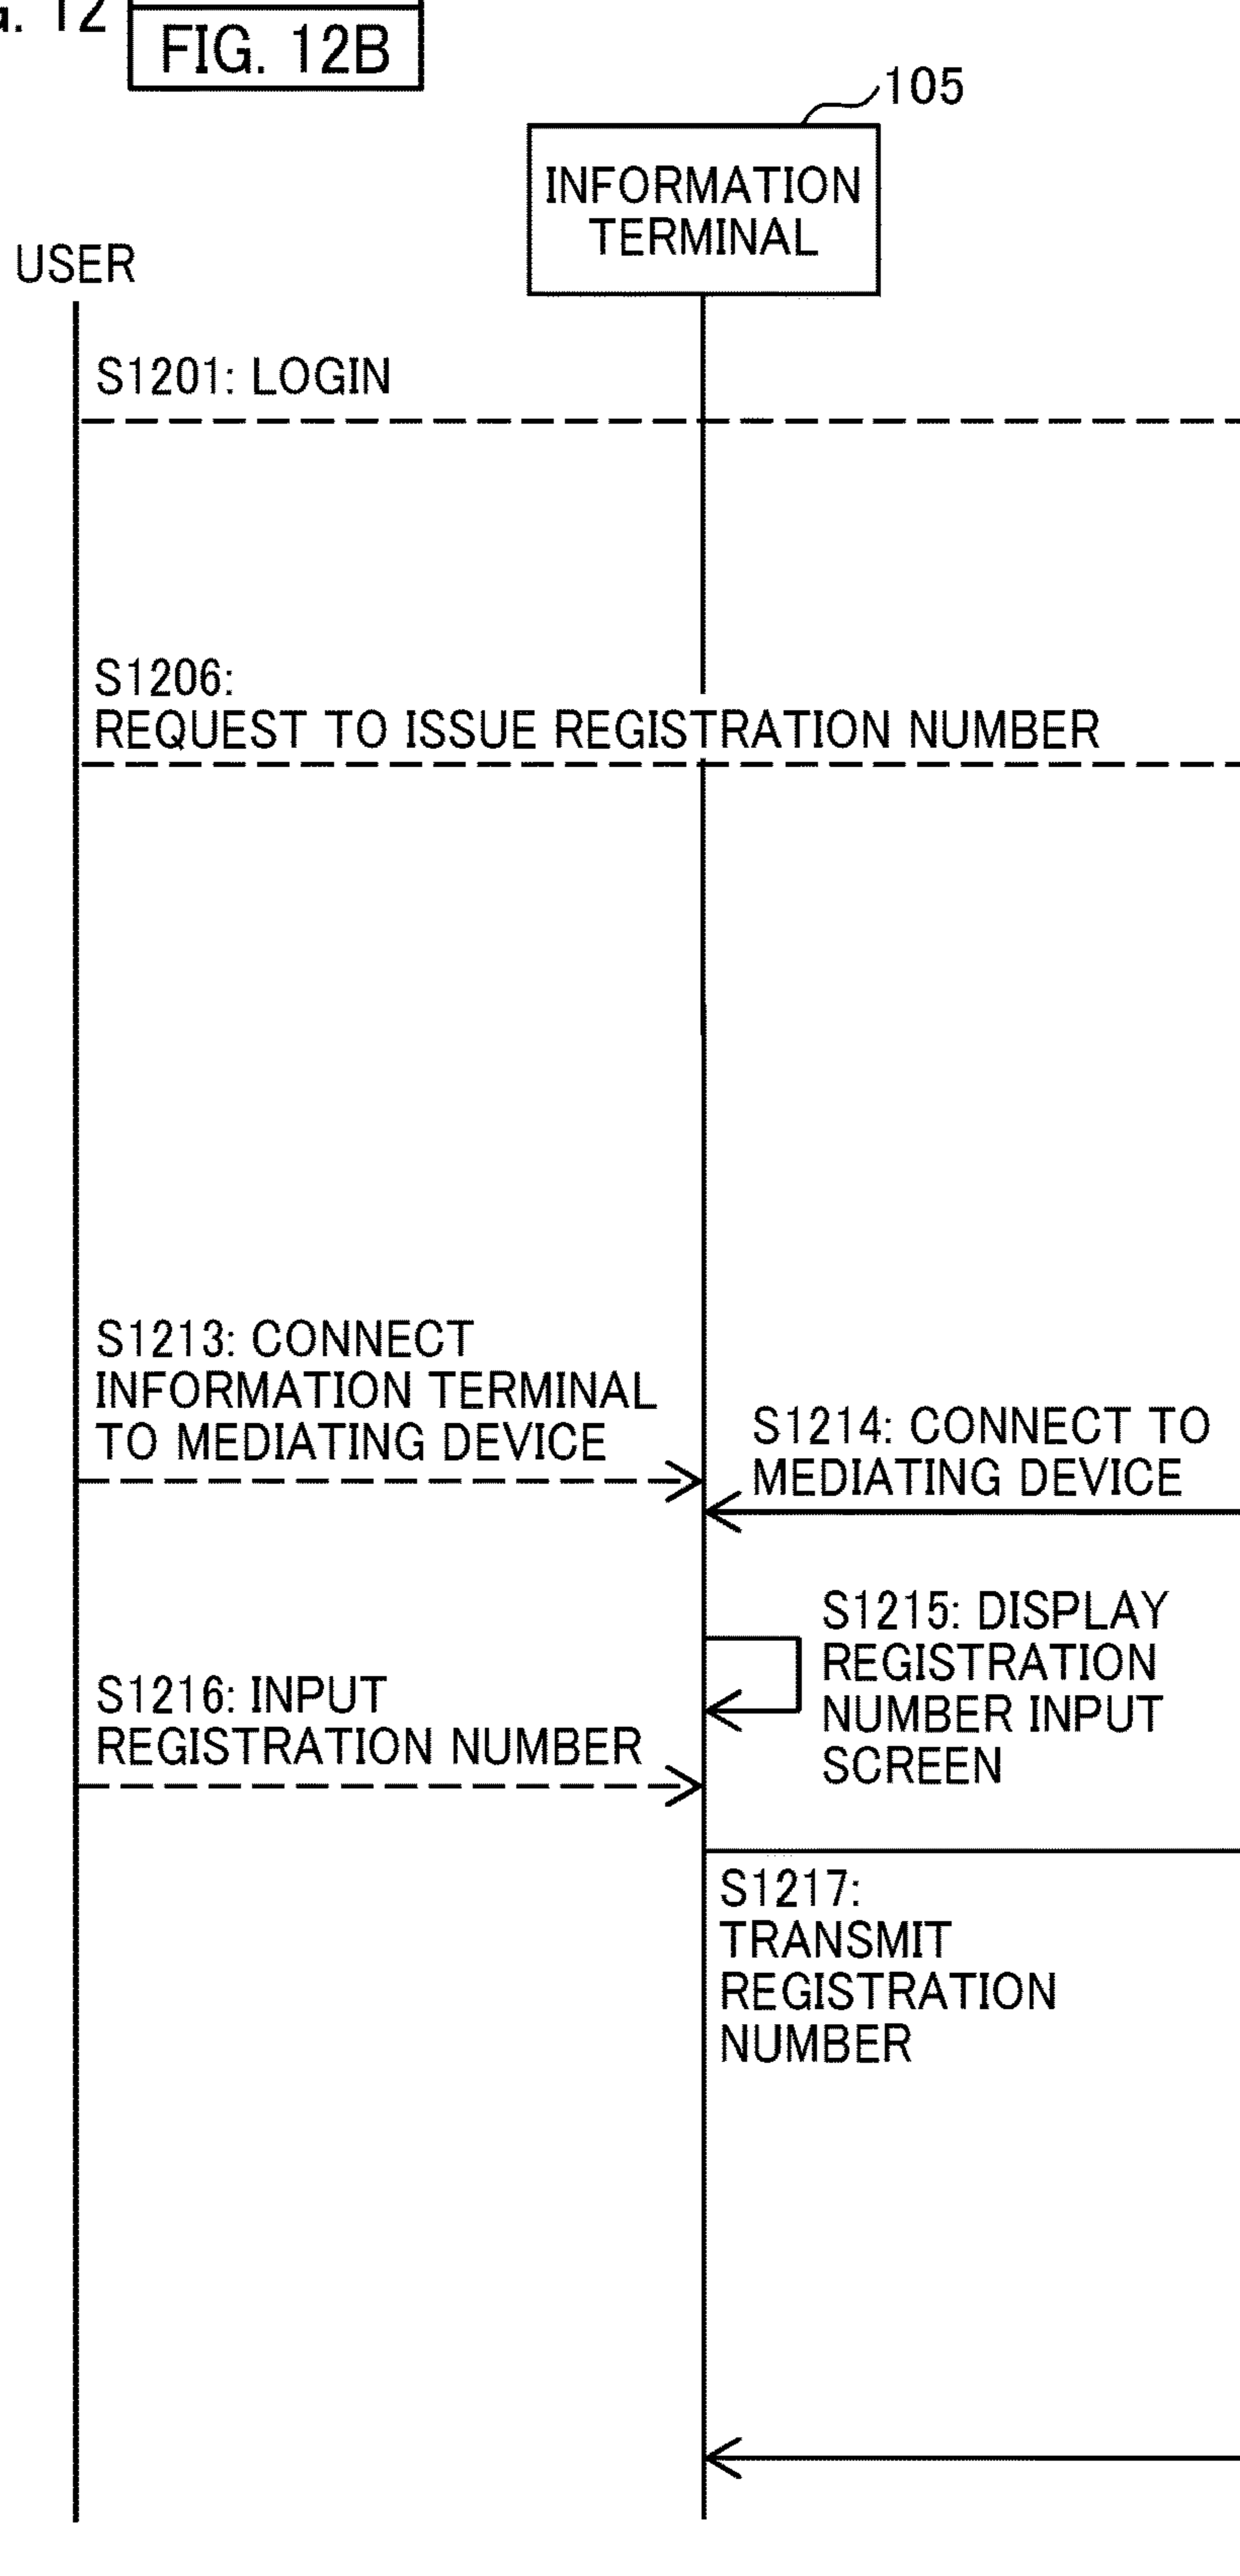 . 12
FIG. 12B
105
INFORMATION
TERMINAL
USER
S1201: LOGIN
S1206:
REQUEST TO ISSUE REGISTRATION NUMBER
S1213: CONNECT
INFORMATION TERMINAL
TO MEDIATING DEVICE
S1214: CONNECT TO
MEDIATING DEVICE
S1215: DISPLAY
REGISTRATION
NUMBER INPUT
SCREEN
S1216: INPUT
REGISTRATION NUMBER
S1217:
TRANSMIT
REGISTRATION
NUMBER